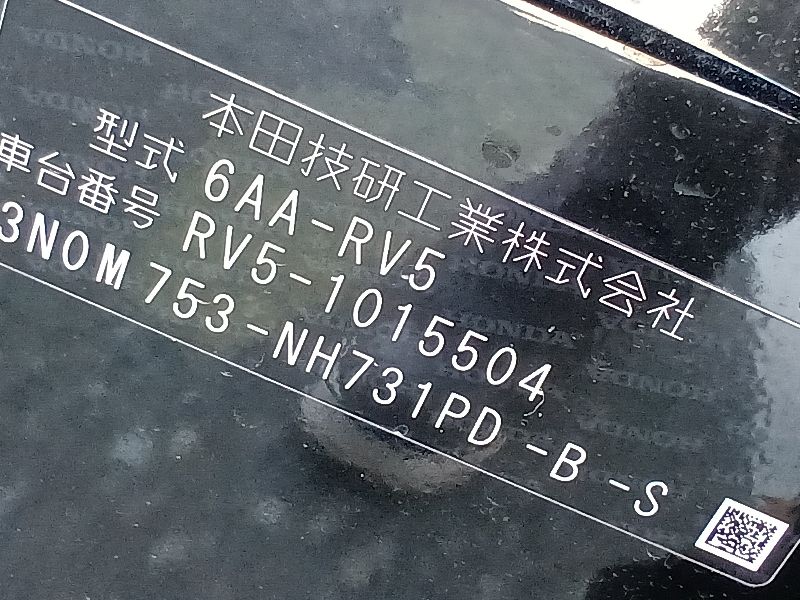 本田技研工業株式会社
型式 6AA-RV5
車台番号 RV5-1015504
3N0M 753-NH731PD-B-S